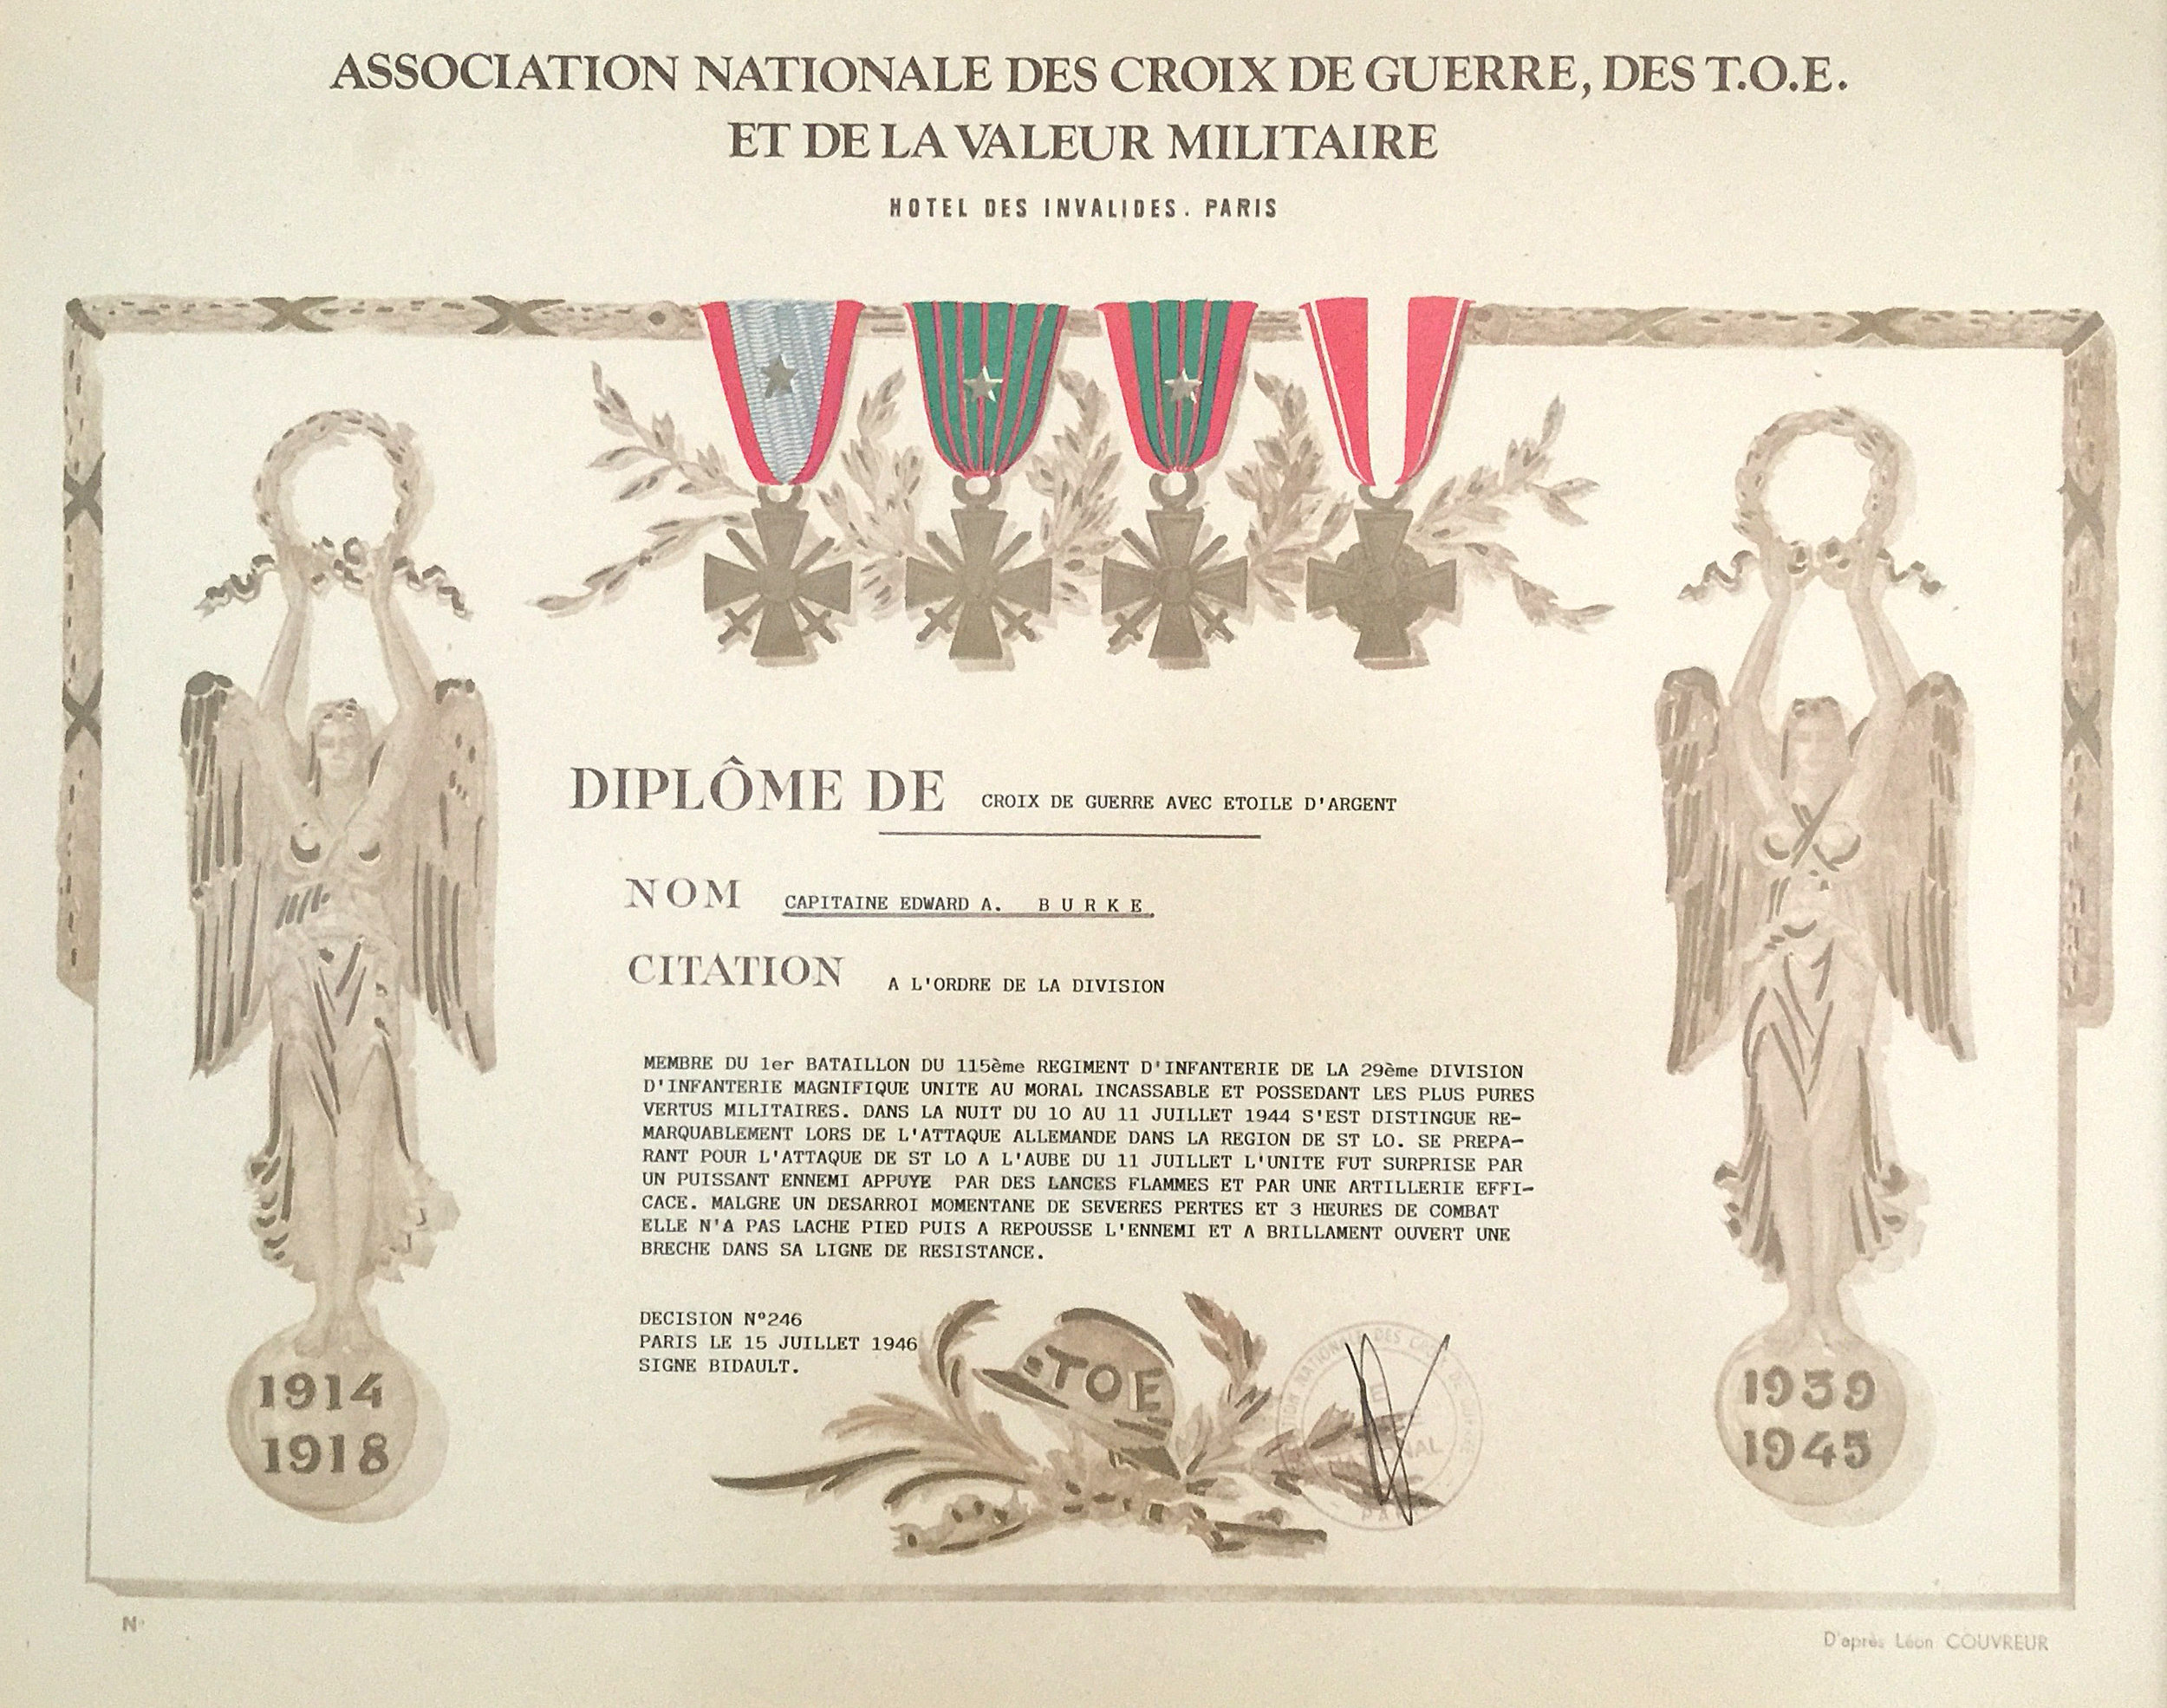 ASSOCIATION NATIONALE DES CROIX DE GUERRE, DES T.O.E.
ET DE LA VALEUR MILITAIRE
HOTEL DES INVALIDES. PARIS
DIPLÔME DE CROIX DE GUERRE AVEC ETOILE D'ARGENT
NOM CAPITAINE EDWARD A. B U R K E
CITATION A L'ORDRE DE LA DIVISION
MEMBRE DU 1er BATAILLON DU 115ème REGIMENT D'INFANTERIE DE LA 29ème DIVISION
D'INFANTERIE MAGNIFIQUE UNITE AU MORAL INCASSABLE ET POSSEDANT LES PLUS PURES
VERTUS MILITAIRES. DANS LA NUIT DU 10 AU 11 JUILLET 1944 S'EST DISTINGUE RE-
MARQUABLEMENT LORS DE L'ATTAQUE ALLEMANDE DANS LA REGION DE ST LO. SE PREPA-
RANT POUR L'ATTAQUE DE ST LO A L'AUBE DU 11 JUILLET L'UNITE FUT SURPRISE PAR
UN PUISSANT ENNEMI APPUYE PAR DES LANCES FLAMMES ET PAR UNE ARTILLERIE EFFI-
CACE. MALGRE UN DESARROI MOMENTANE DE SEVERES PERTES ET 3 HEURES DE COMBAT
ELLE N'A PAS LACHE PIED PUIS A REPOUSSE L'ENNEMI ET A BRILLAMENT OUVERT UNE
BRECHE DANS SA LIGNE DE RESISTANCE.
DECISION N°246
PARIS LE 15 JUILLET 1946
SIGNE BIDAULT.
TOE
1914
1918
1939
1945
N°
D'après Léon COUVREUR